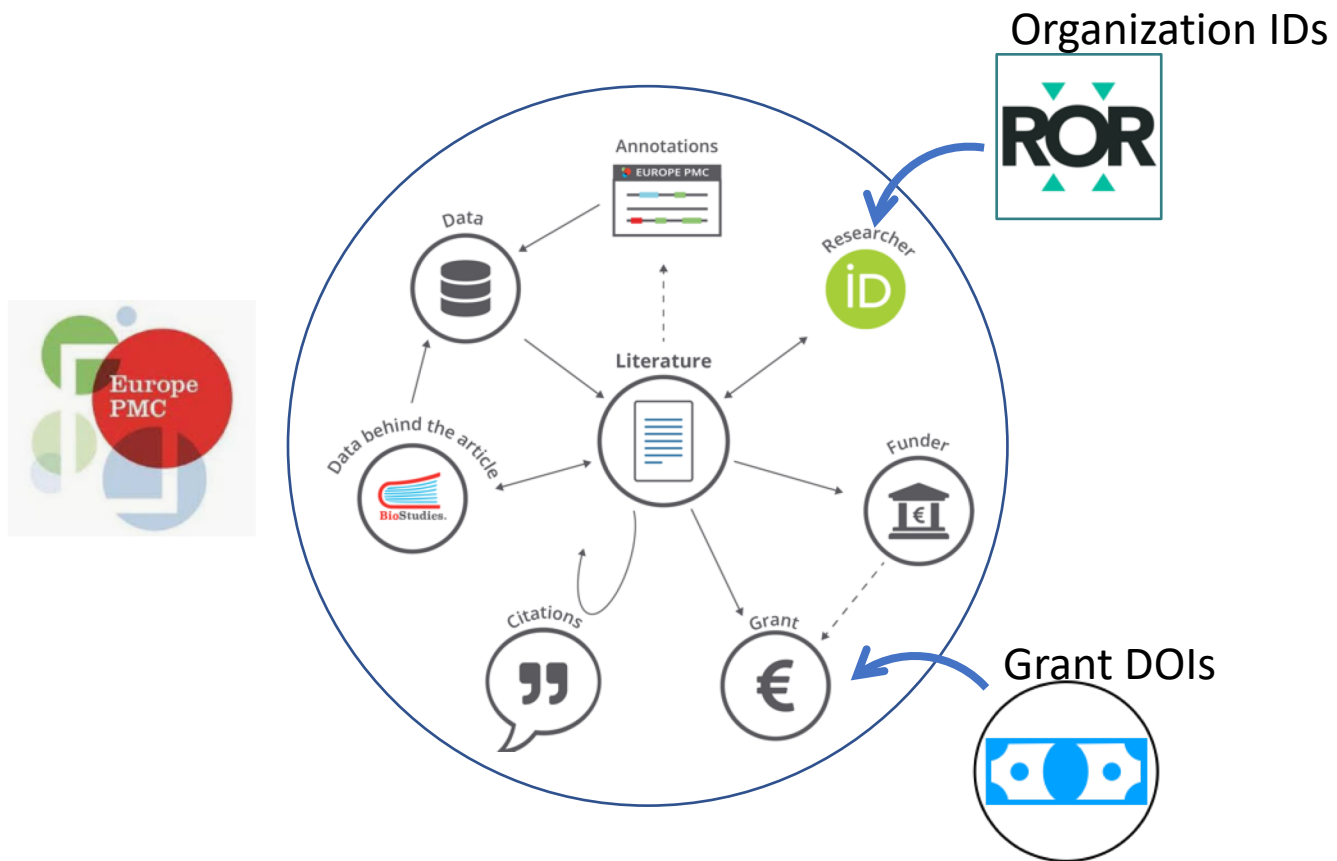 Organization IDs
ROR
Annotations
EUROPE PMC
Data
Researcher
iD
Europe
PMC
Literature
Data behind the article
BioStudies.
Funder
€
Citations
Grant
€
Grant DOIs